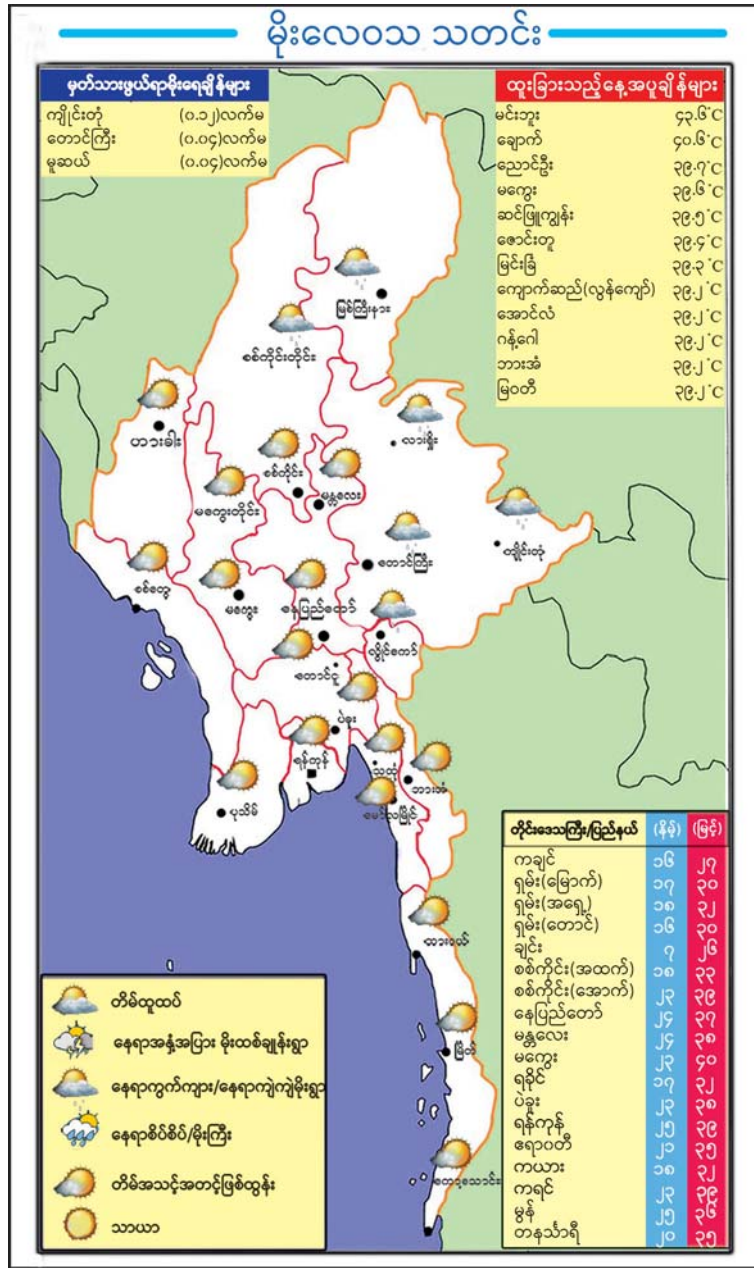 မိုးလေဝသ သတင်း
မှတ်သားဖွယ်ရာမိုးရေချိန်များ
ကျိုင်းတုံ (၀.၁၂)လက်မ
တောင်ကြီး (၀.၀၄)လက်မ
မူဆယ် (၀.၀၄)လက်မ
ထူးခြားသည့်နေ့အပူချိန်များ
မင်းဘူး ၄၃.၆°C
ချောက် ၄၀.၆°C
ညောင်ဦး ၃၉.၇°C
မကွေး ၃၉.၆°C
ဆင်ဖြူကျွန်း ၃၉.၅°C
ဇောင်းတူ ၃၉.၄°C
မြင်းခြံ ၃၉.၃°C
ကျောက်ဆည်(လွန်ကျော်) ၃၉.၂°C
အောင်လံ ၃၉.၂°C
ဂန့်ဂေါ ၃၉.၂°C
ဘားအံ ၃၉.၂°C
မြဝတီ ၃၉.၂°C
မြစ်ကြီးနား
စစ်ကိုင်းတိုင်း
ဟားခါး
လားရှိုး
စစ်ကိုင်း
မန္တလေး
မကွေးတိုင်း
ကျိုင်းတုံ
တောင်ကြီး
စစ်တွေ
မကွေး
နေပြည်တော်
လွိုင်ကော်
တောင်ငူ
ပဲခူး
ရန်ကုန်
သထုံ
ဘားအံ
ပုသိမ်
မော်လမြိုင်
ထားဝယ်
မြိတ်
ကော့သောင်း
တိုင်းဒေသကြီး/ပြည်နယ် (နိမ့်) (မြင့်)
ကချင် ၁၆ ၂၇
ရှမ်း(မြောက်) ၁၇ ၃၀
ရှမ်း(အရှေ့) ၁၈ ၃၂
ရှမ်း(တောင်) ၁၆ ၃၀
ချင်း ၇ ၂၆
စစ်ကိုင်း(အထက်) ၁၈ ၃၃
စစ်ကိုင်း(အောက်) ၂၃ ၃၉
နေပြည်တော် ၂၄ ၃၇
မန္တလေး ၂၄ ၃၈
မကွေး ၂၃ ၄၀
ရခိုင် ၁၇ ၃၂
ပဲခူး ၂၃ ၃၈
ရန်ကုန် ၂၅ ၃၉
ဧရာဝတီ ၂၁ ၃၅
ကယား ၁၈ ၃၂
ကရင် ၂၃ ၃၉
မွန် ၂၅ ၃၆
တနင်္သာရီ ၂၀ ၃၅
တိမ်ထူထပ်
နေရာအနှံ့အပြား မိုးထစ်ချုန်းရွာ
နေရာကွက်ကျား/နေရာကျဲကျဲမိုးရွာ
နေရာစိပ်စိပ်/မိုးကြီး
တိမ်အသင့်အတင့်ဖြစ်ထွန်း
သာယာ